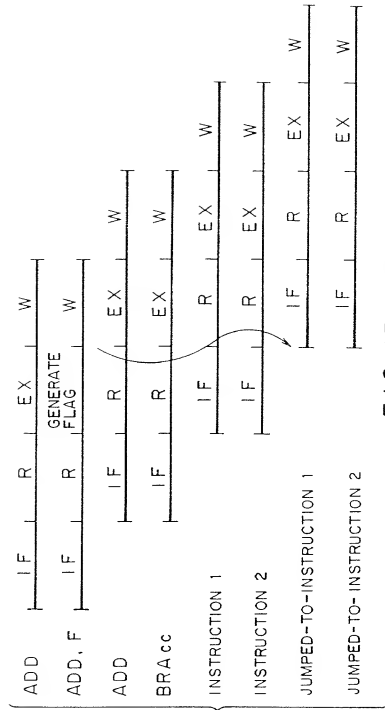 ADD IF R EX W
ADD, F IF R GENERATE FLAG W
ADD IF R EX W
BRAcc IF R EX W
INSTRUCTION 1 IF R EX W
INSTRUCTION 2 IF R EX W
JUMPED-TO-INSTRUCTION 1 IF R EX W
JUMPED-TO-INSTRUCTION 2 IF R EX W